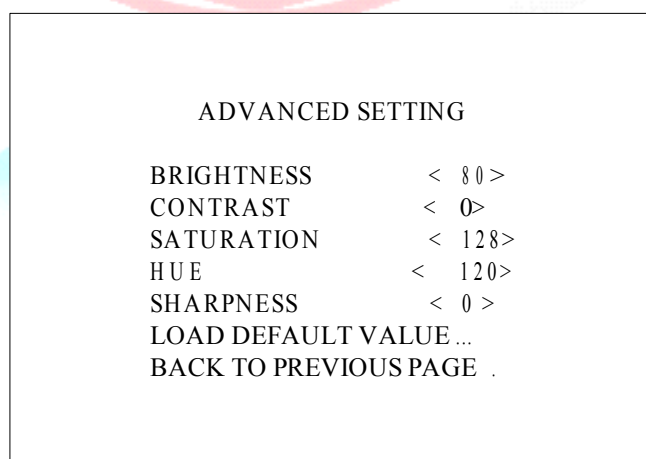 ADVANCED SETTING
BRIGHTNESS < 80>
CONTRAST < 0>
SATURATION < 128>
HUE < 120>
SHARPNESS < 0 >
LOAD DEFAULT VALUE ...
BACK TO PREVIOUS PAGE .